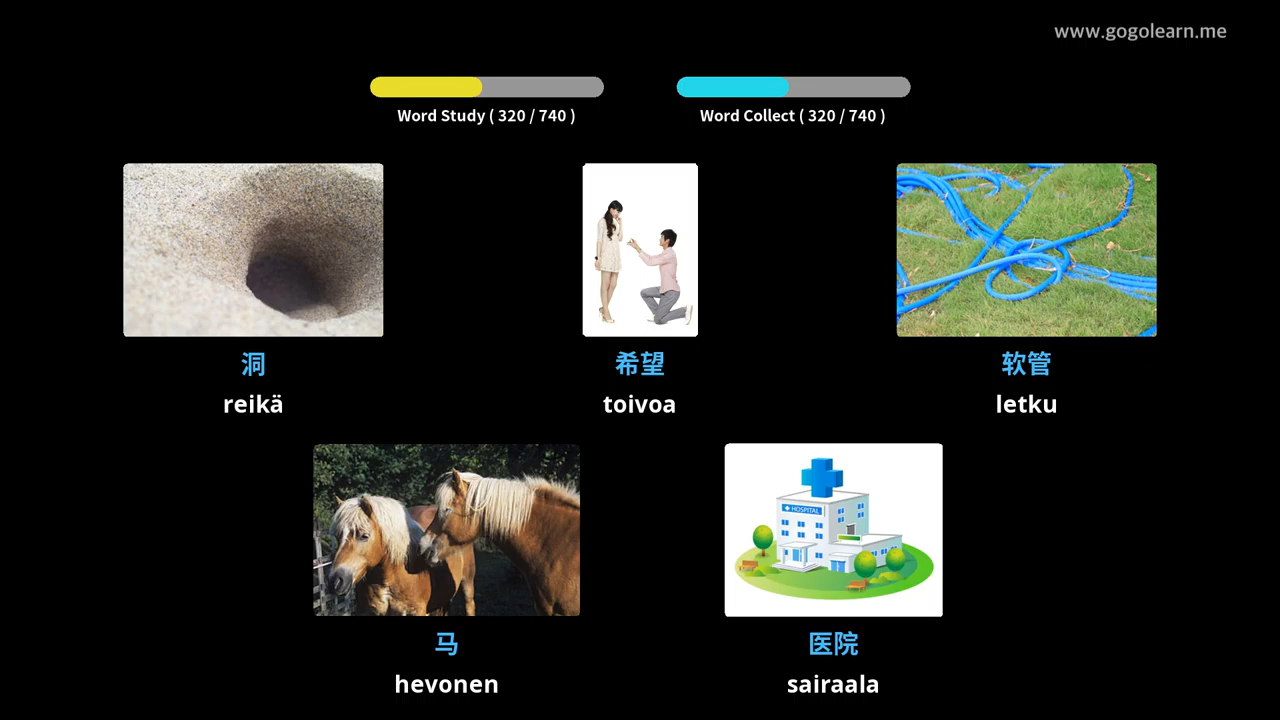 www.gogolearn.me
Word Study ( 320 / 740 )
Word Collect ( 320 / 740 )
洞
希望
软管
reikä
toivoa
letku
HOSPITAL
马
医院
hevonen
sairaala